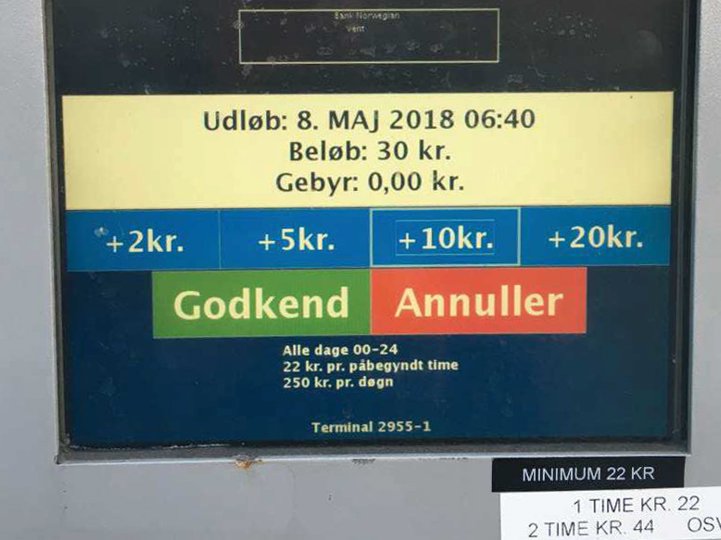 Bank Norwegian
Vent
Udløb: 8. MAJ 2018 06:40
Beløb: 30 kr.
Gebyr: 0,00 kr.
+2kr. +5kr. +10kr. +20kr.
Godkend Annuller
Alle dage 00-24
22 kr. pr. påbegyndt time
250 kr. pr. døgn
Terminal 2955-1
MINIMUM 22 KR
1 TIME KR. 22
2 TIME KR. 44 OSV